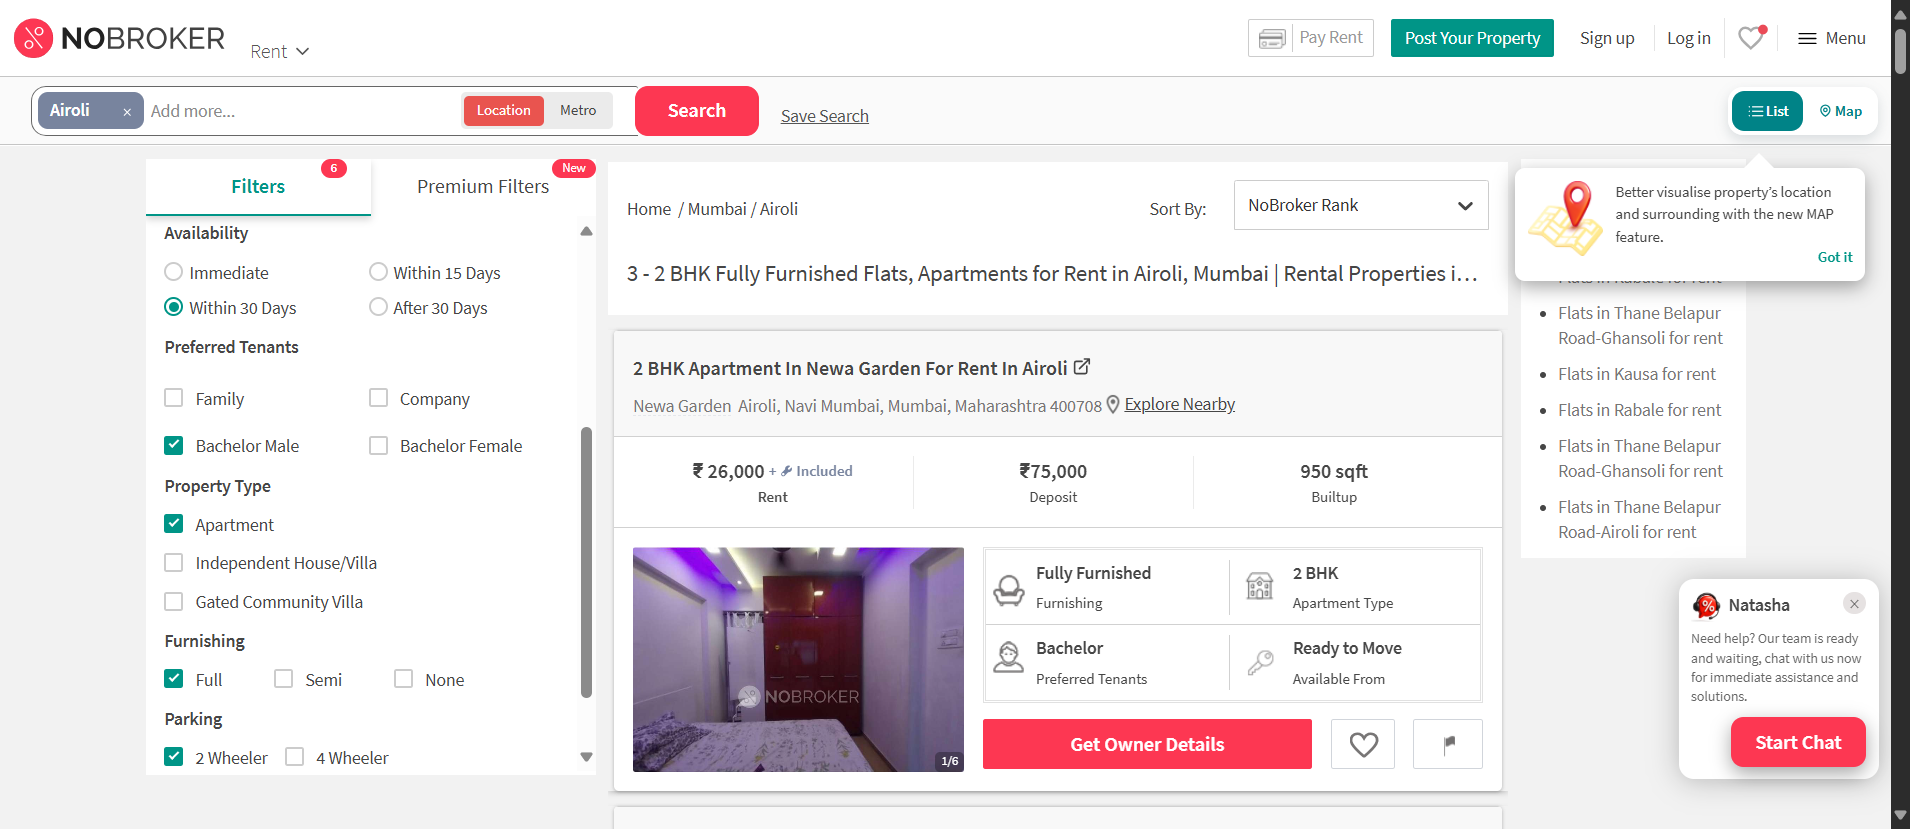 NOBROKER
Rent
Pay Rent
Post Your Property
Sign up
Log in
Menu
Airoli ×
Add more...
Location
Metro
Search
Save Search
List
Map
Filters
6
Premium Filters
New
Availability
Immediate
Within 15 Days
Within 30 Days
After 30 Days
Preferred Tenants
Family
Company
Bachelor Male
Bachelor Female
Property Type
Apartment
Independent House/Villa
Gated Community Villa
Furnishing
Full
Semi
None
Parking
2 Wheeler
4 Wheeler
Home / Mumbai / Airoli
Sort By:
NoBroker Rank
3 - 2 BHK Fully Furnished Flats, Apartments for Rent in Airoli, Mumbai | Rental Properties i...
2 BHK Apartment In Newa Garden For Rent In Airoli
Newa Garden Airoli, Navi Mumbai, Mumbai, Maharashtra 400708
Explore Nearby
₹ 26,000 + Included
Rent
₹75,000
Deposit
950 sqft
Builtup
NOBROKER
1/6
Fully Furnished
Furnishing
2 BHK
Apartment Type
Bachelor
Preferred Tenants
Ready to Move
Available From
Get Owner Details
Better visualise property's location
and surrounding with the new MAP
feature.
Got it
Flats in Rabale for rent
Flats in Thane Belapur
Road-Ghansoli for rent
Flats in Kausa for rent
Flats in Rabale for rent
Flats in Thane Belapur
Road-Ghansoli for rent
Flats in Thane Belapur
Road-Airoli for rent
Natasha
Need help? Our team is ready
and waiting, chat with us now
for immediate assistance and
solutions.
Start Chat